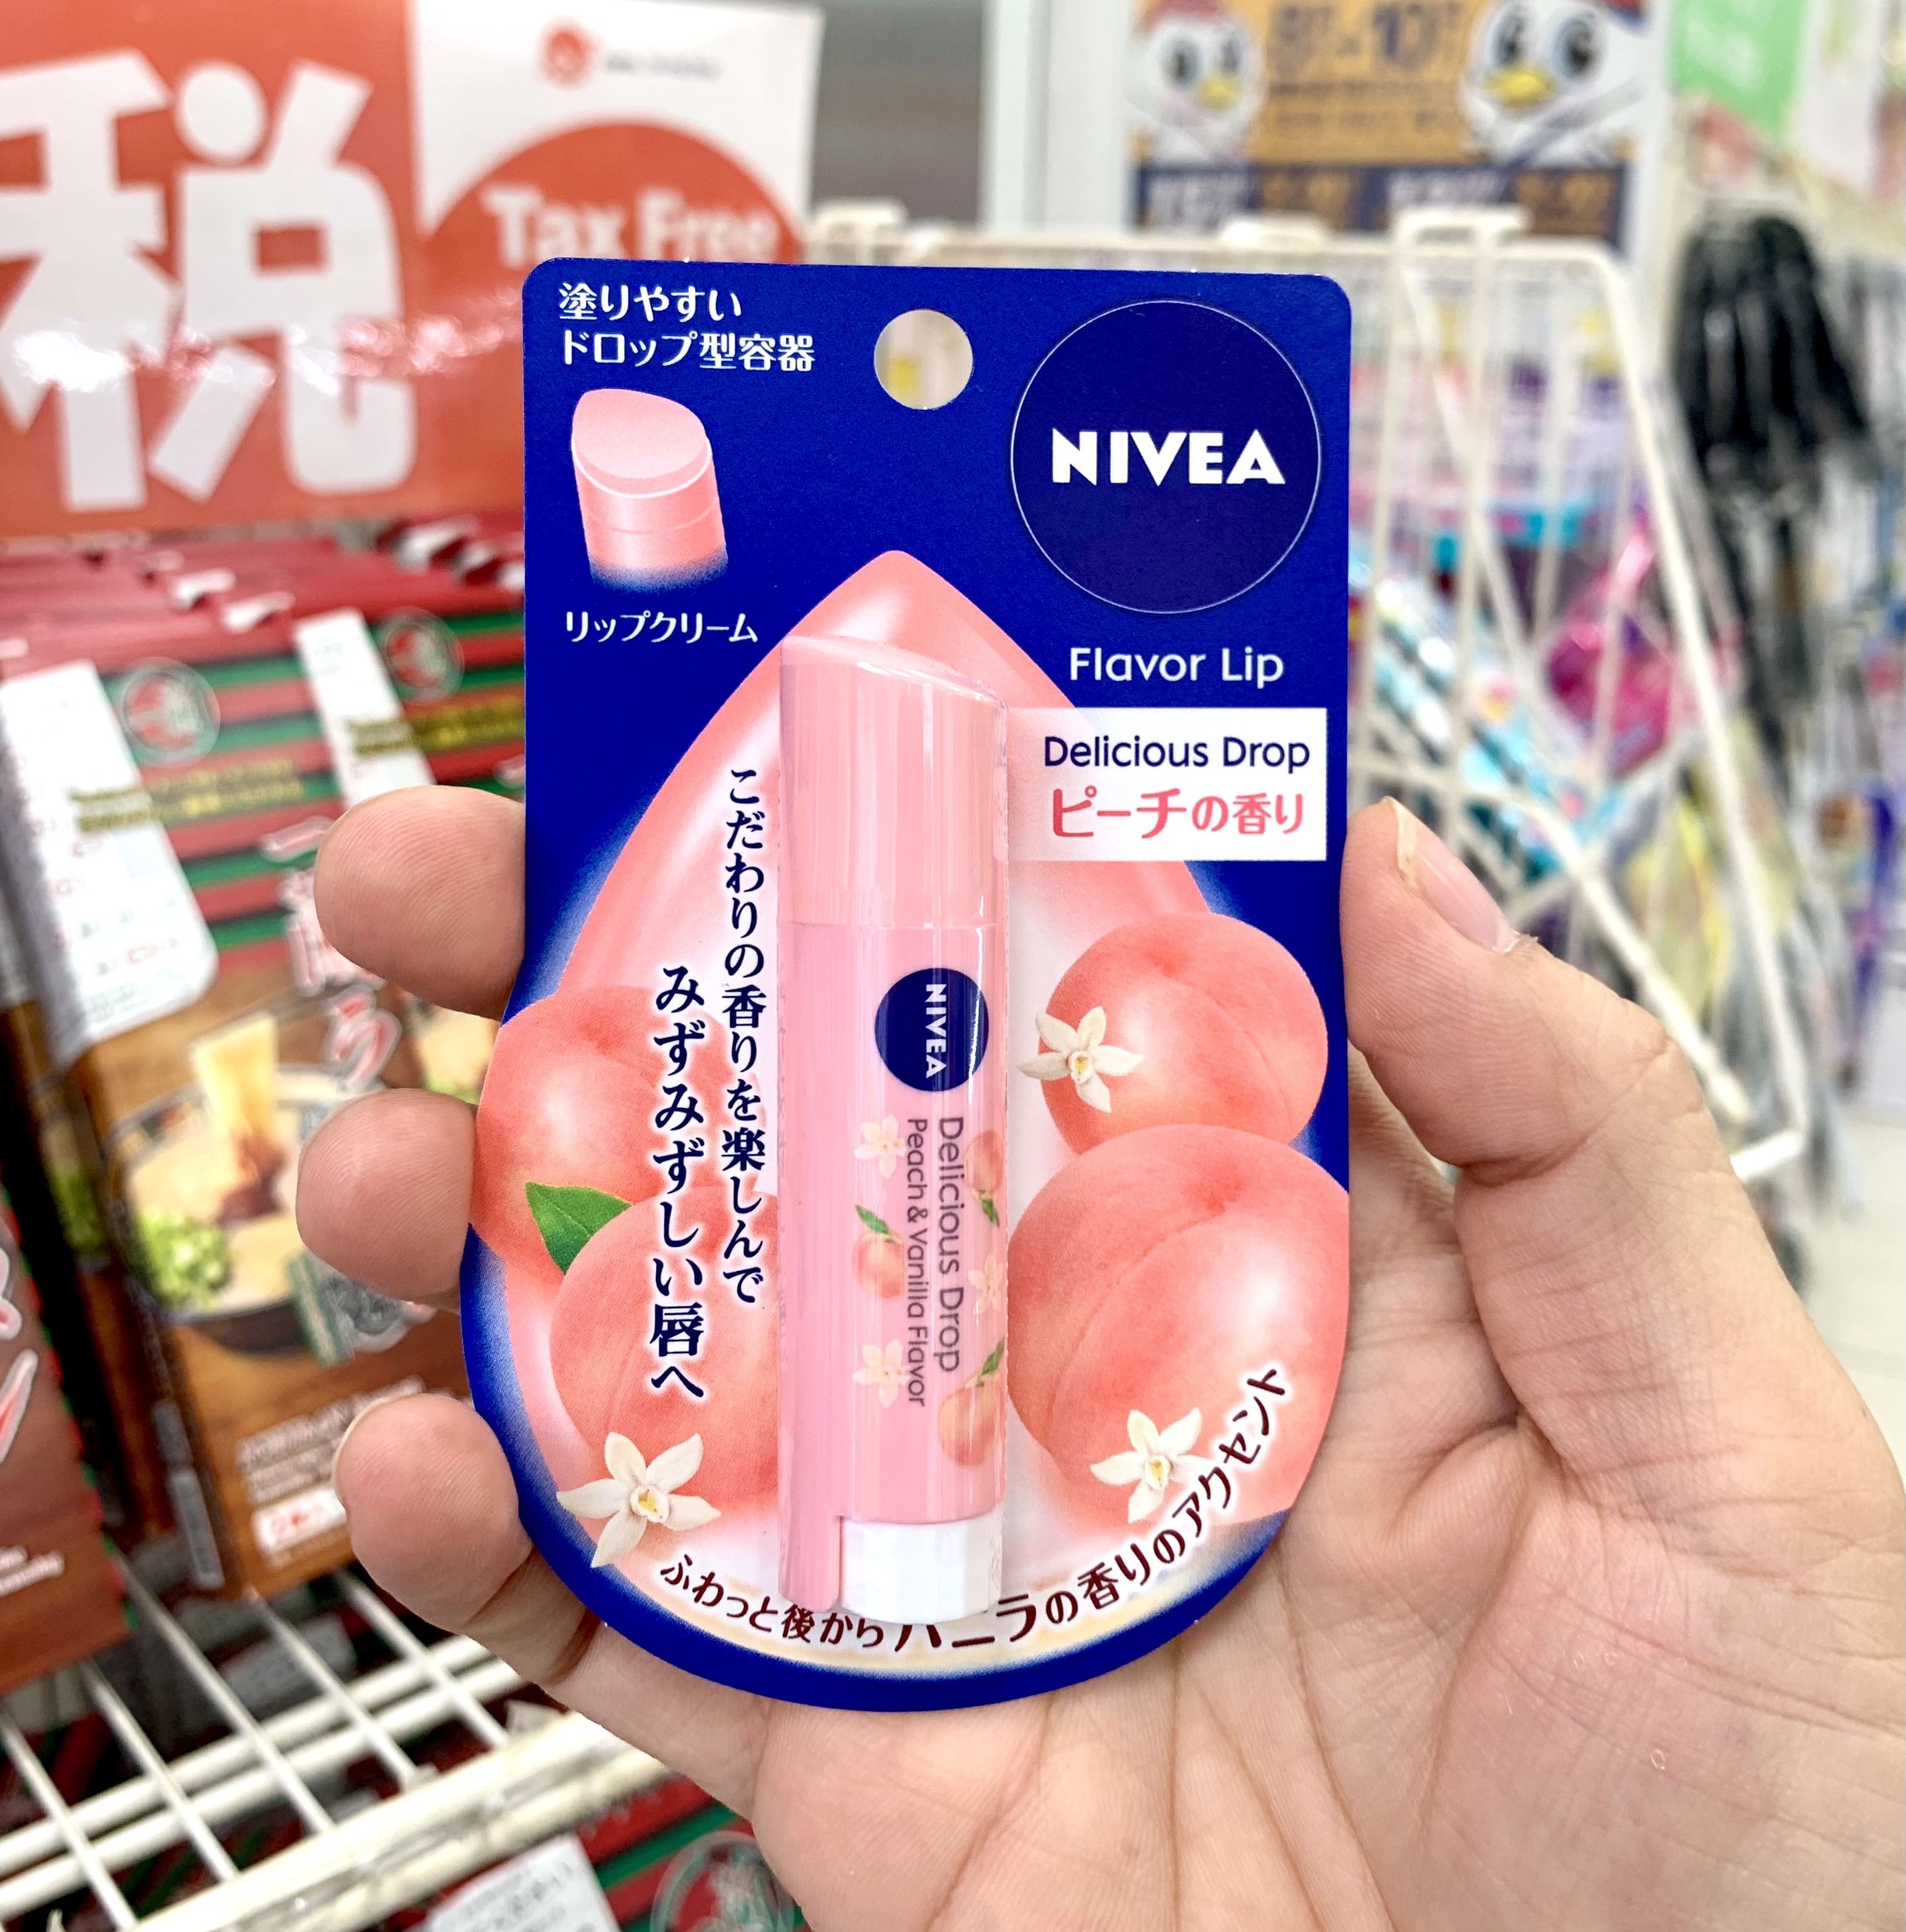 税
Tax Free
塗りやすい
ドロップ型容器
リップクリーム
NIVEA
Flavor Lip
Delicious Drop
ピーチの香り
こだわりの香りを楽しんで
みずみずしい唇へ
NIVEA
Delicious Drop
Peach & Vanilla Flavor
ふわっと後からバニラの香りのアクセント